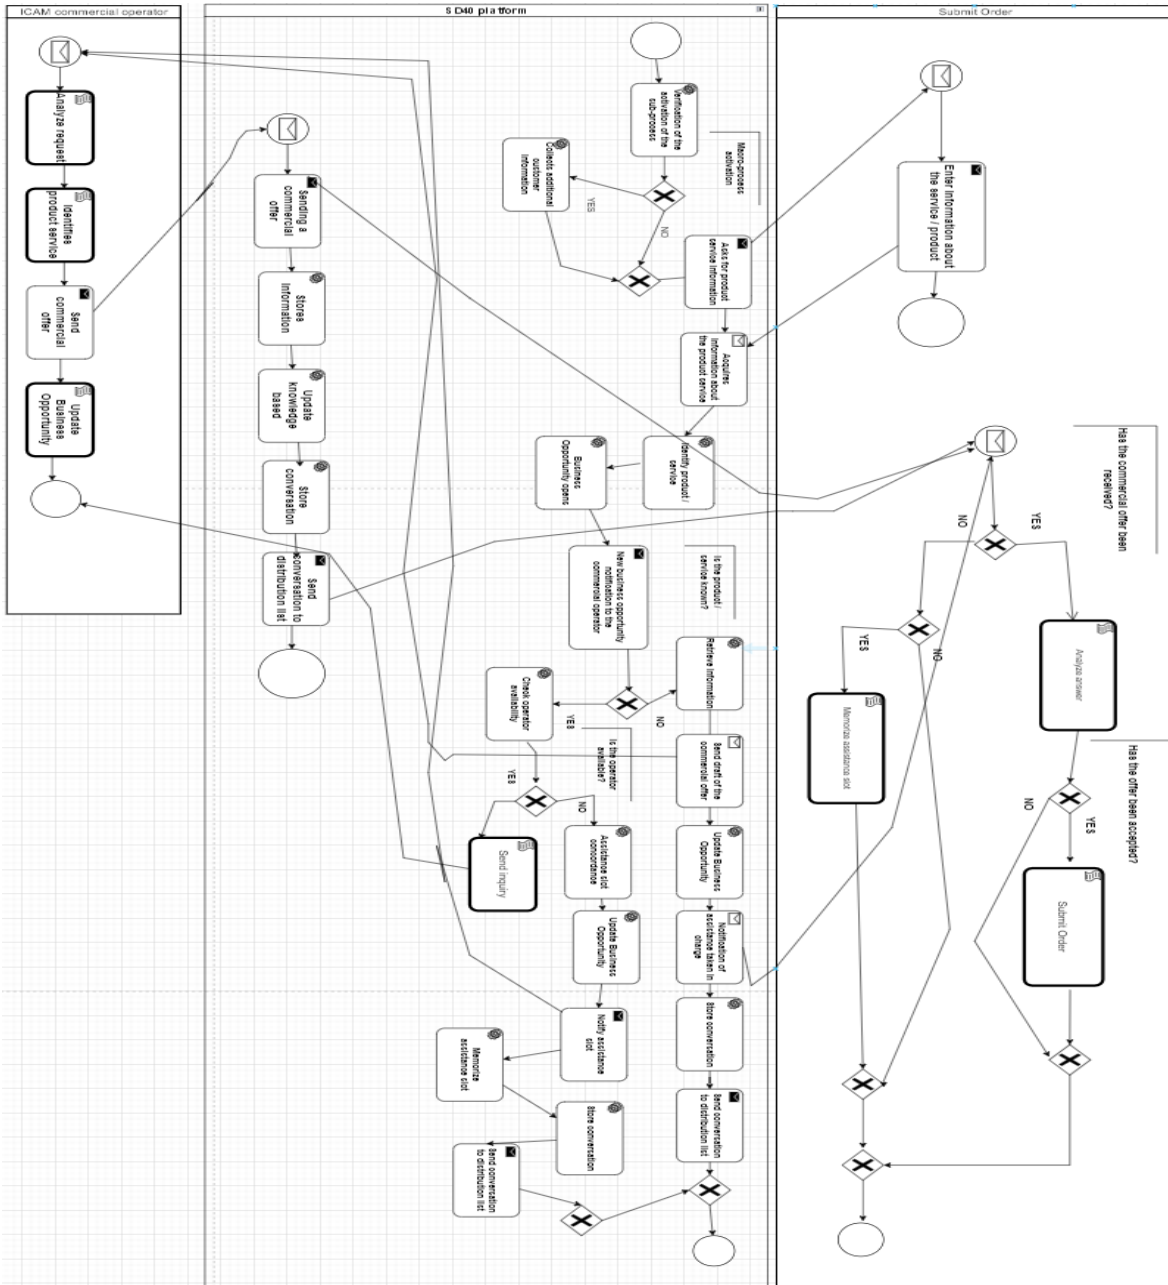 ICAM commercial operator
SD40 platform
Submit Order
Analyze request
Identifies
product service
Send
commercial
offer
Update
Business
Opportunity
Sending a
commercial
offer
Stores
Information
Update
knowledge
based
Store
conversation
Send
conversation to
distribution list
Verification of the
activation of the
sub-process
Macro-process
activation
Collects additional
customer
information
YES
NO
Asks for product
service information
Acquires
information about
the product service
Identify product /
service
Business
Opportunity opens
New business opportunity
notification to the
commercial operator
Is the product /
service known?
Retrieve information
NO
YES
Check operator
availability
Is the operator
available?
YES
NO
Send draft of the
commercial offer
Update Business
Opportunity
Send inquiry
Assistance slot
concordance
Update Business
Opportunity
Notification of
assistance taken in
charge
Notify assistance
slot
Store conversation
Memorize
assistance slot
Store conversation
Send conversation
to distribution list
Send conversation
to distribution list
Enter information about
the service / product
Has the commercial offer been
received?
YES
NO
NO
YES
Analyze answer
Memorize assistance slot
Has the offer been accepted?
NO
YES
Submit Order